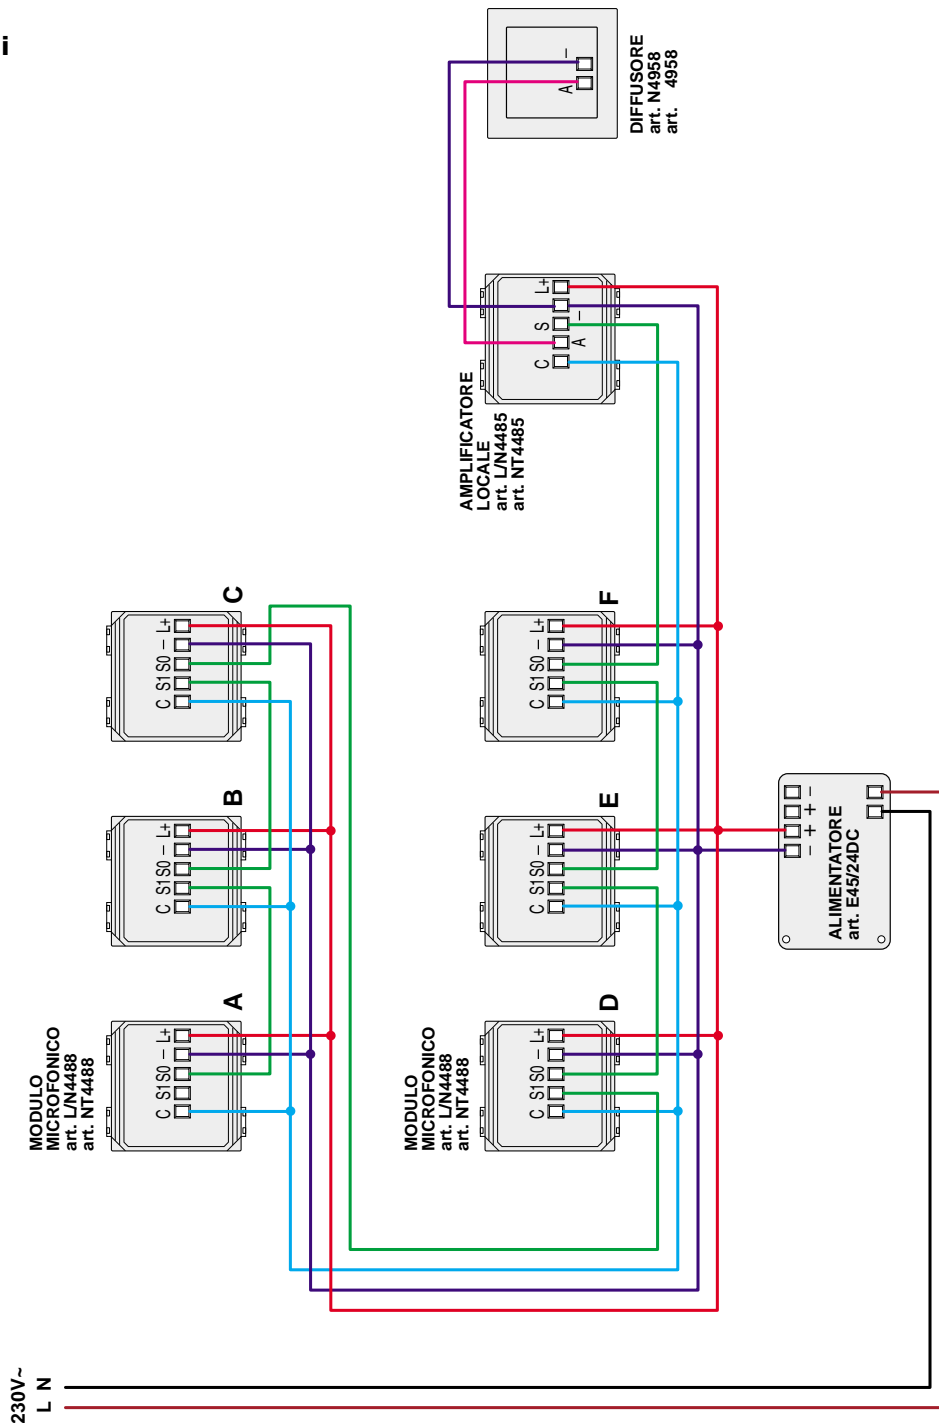 i
DIFFUSORE
art. N4958
art. 4958
A
–
AMPLIFICATORE
LOCALE
art. L/N4485
art. NT4485
C
A
S
–
L+
C
C
S1
S0
–
L+
F
C
S1
S0
–
L+
B
C
S1
S0
–
L+
E
C
S1
S0
–
L+
MODULO
MICROFONICO
art. L/N4488
art. NT4488
A
C
S1
S0
–
L+
MODULO
MICROFONICO
art. L/N4488
art. NT4488
D
C
S1
S0
–
L+
ALIMENTATORE
art. E45/24DC
– + + –
230V~
L N